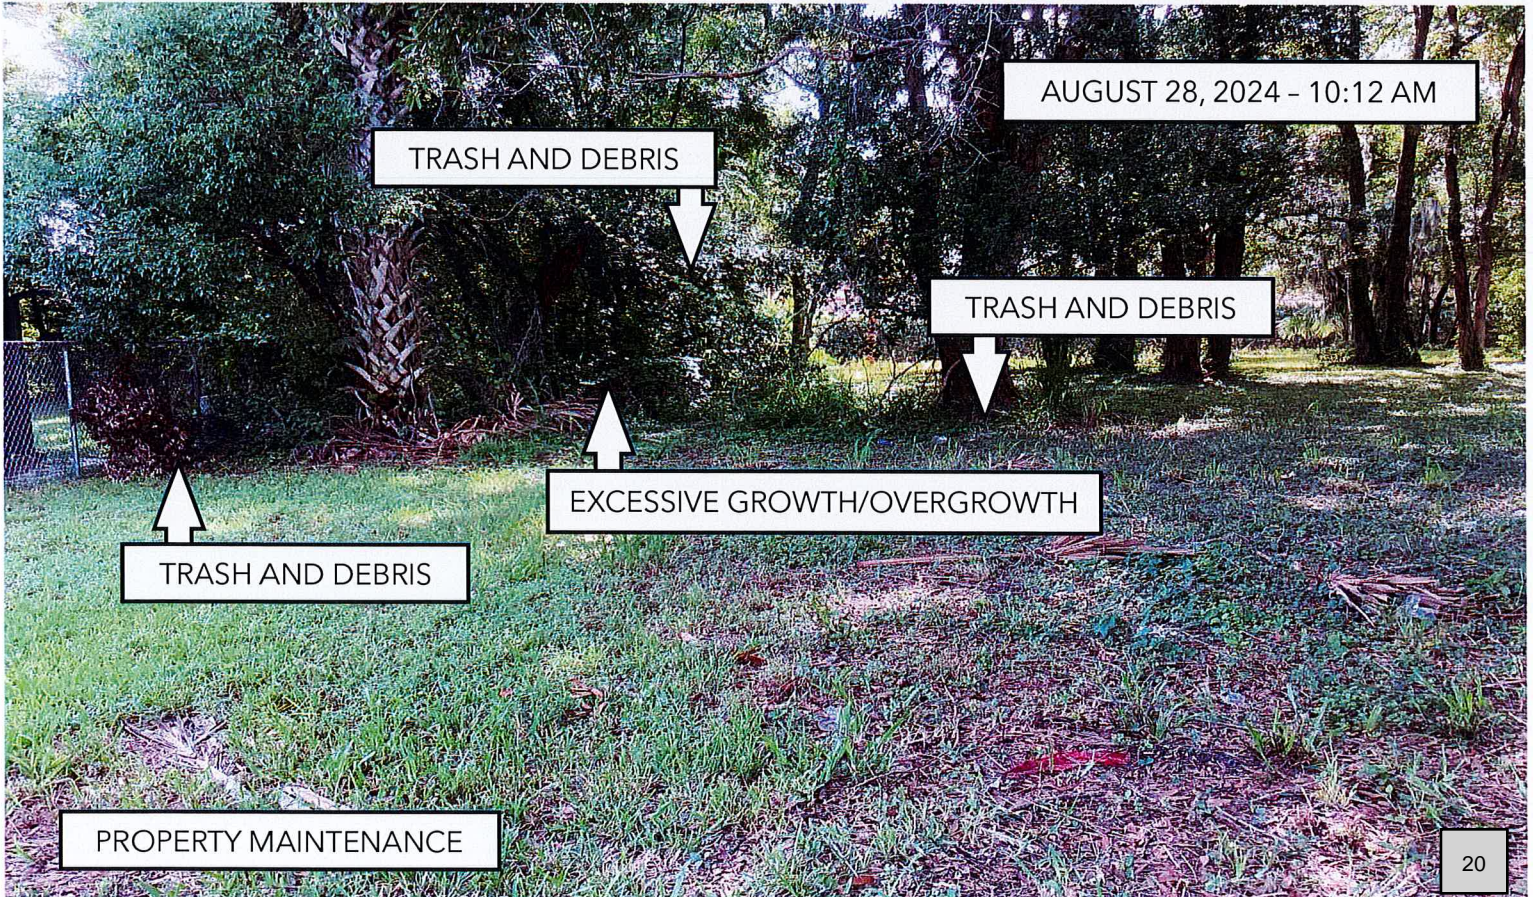 AUGUST 28, 2024 – 10:12 AM
TRASH AND DEBRIS
TRASH AND DEBRIS
EXCESSIVE GROWTH/OVERGROWTH
TRASH AND DEBRIS
PROPERTY MAINTENANCE
20